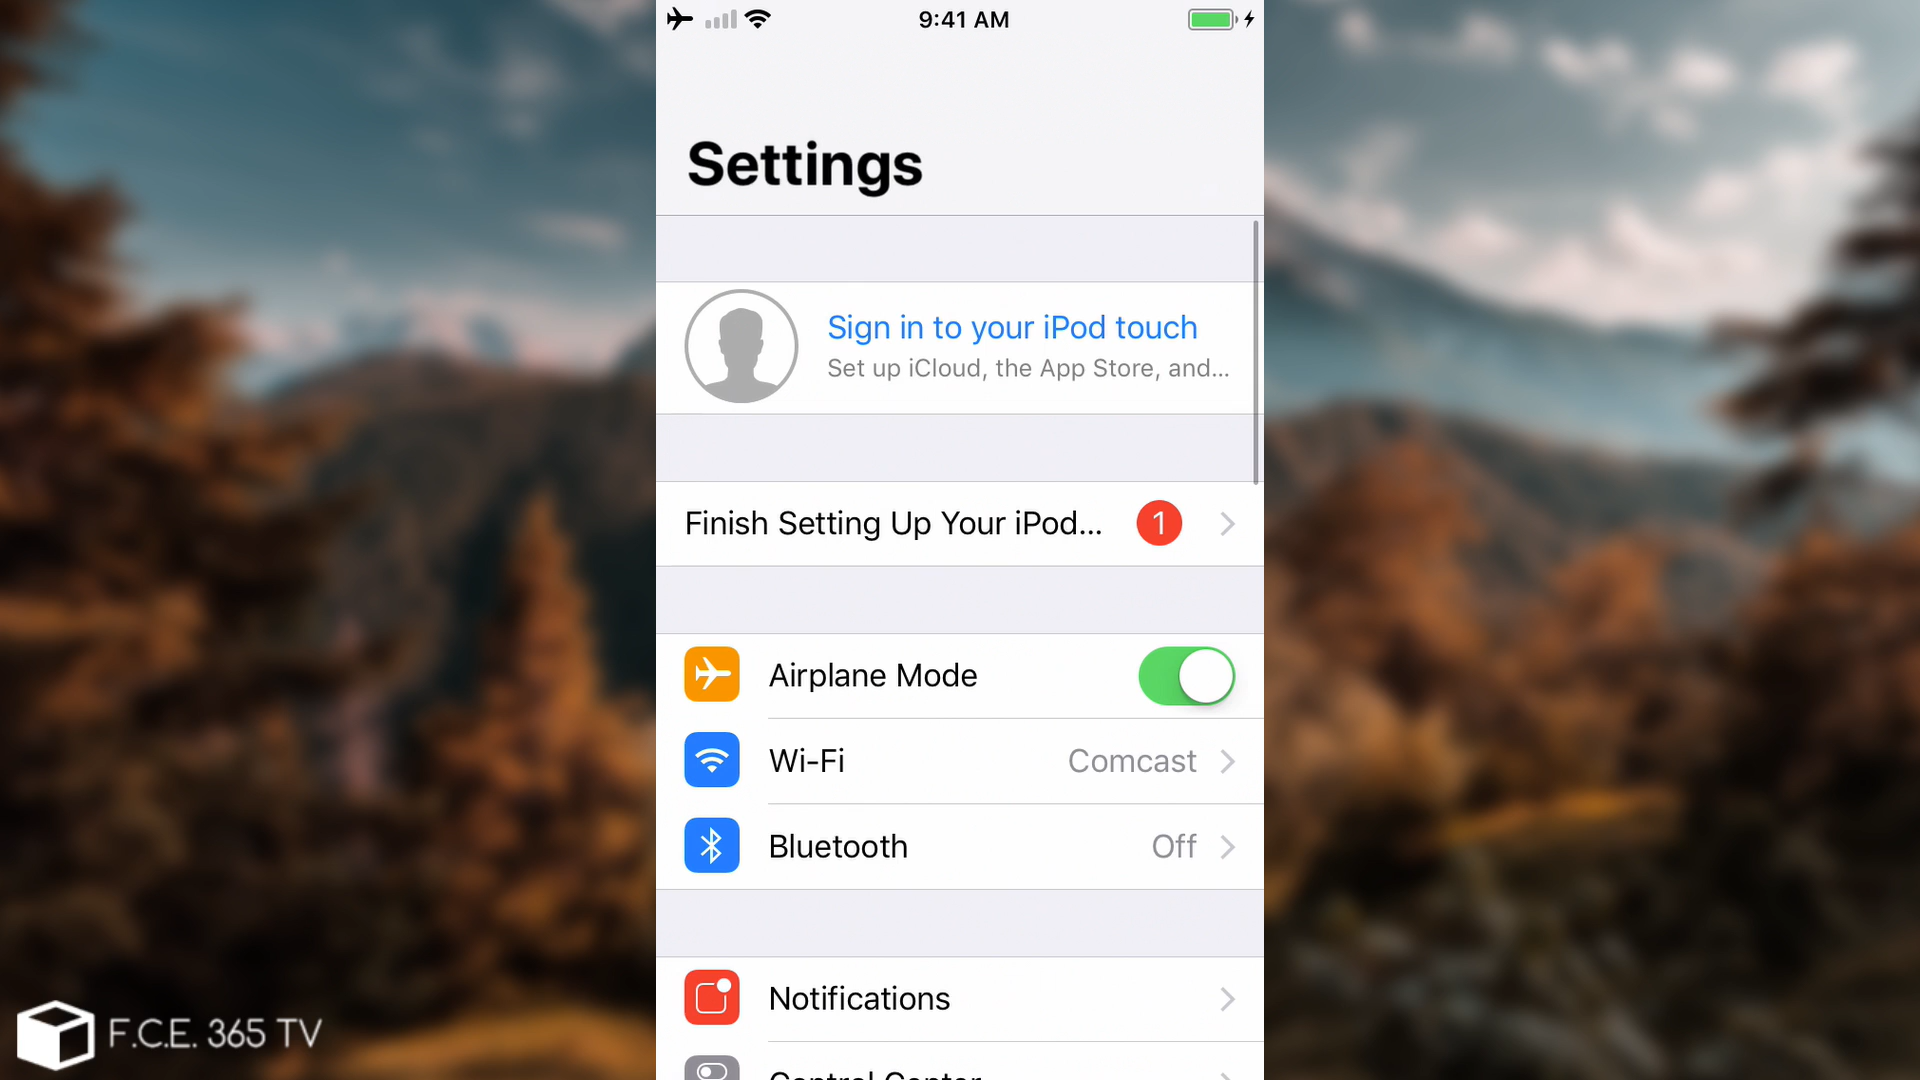 9:41 AM
Settings
Sign in to your iPod touch
Set up iCloud, the App Store, and...
Finish Setting Up Your iPod... 1
Airplane Mode
Wi-Fi Comcast
Bluetooth Off
Notifications
Control Center
F.C.E. 365 TV